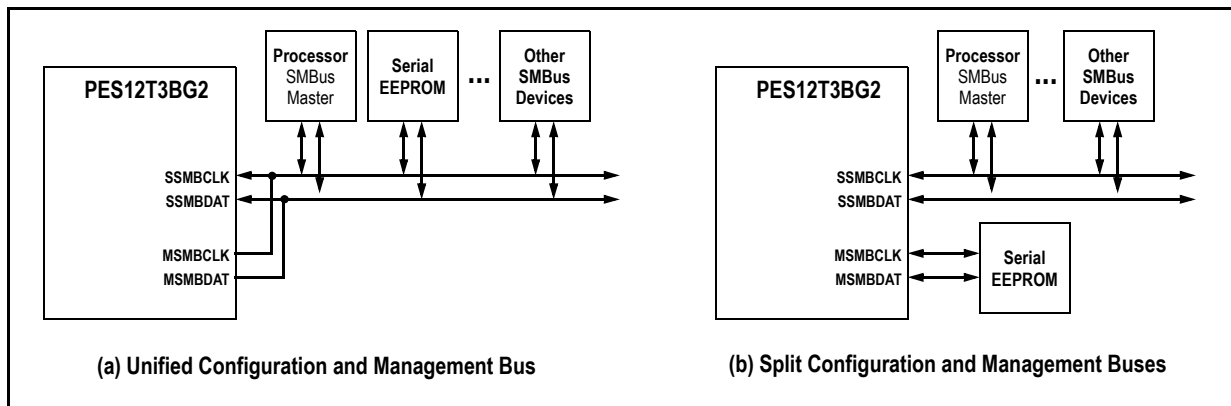 PES12T3BG2
Processor
SMBus
Master
Serial
EEPROM
...
Other
SMBus
Devices
SSMBCLK
SSMBDAT
MSMBCLK
MSMBDAT
(a) Unified Configuration and Management Bus
PES12T3BG2
Processor
SMBus
Master
...
Other
SMBus
Devices
SSMBCLK
SSMBDAT
MSMBCLK
MSMBDAT
Serial
EEPROM
(b) Split Configuration and Management Buses